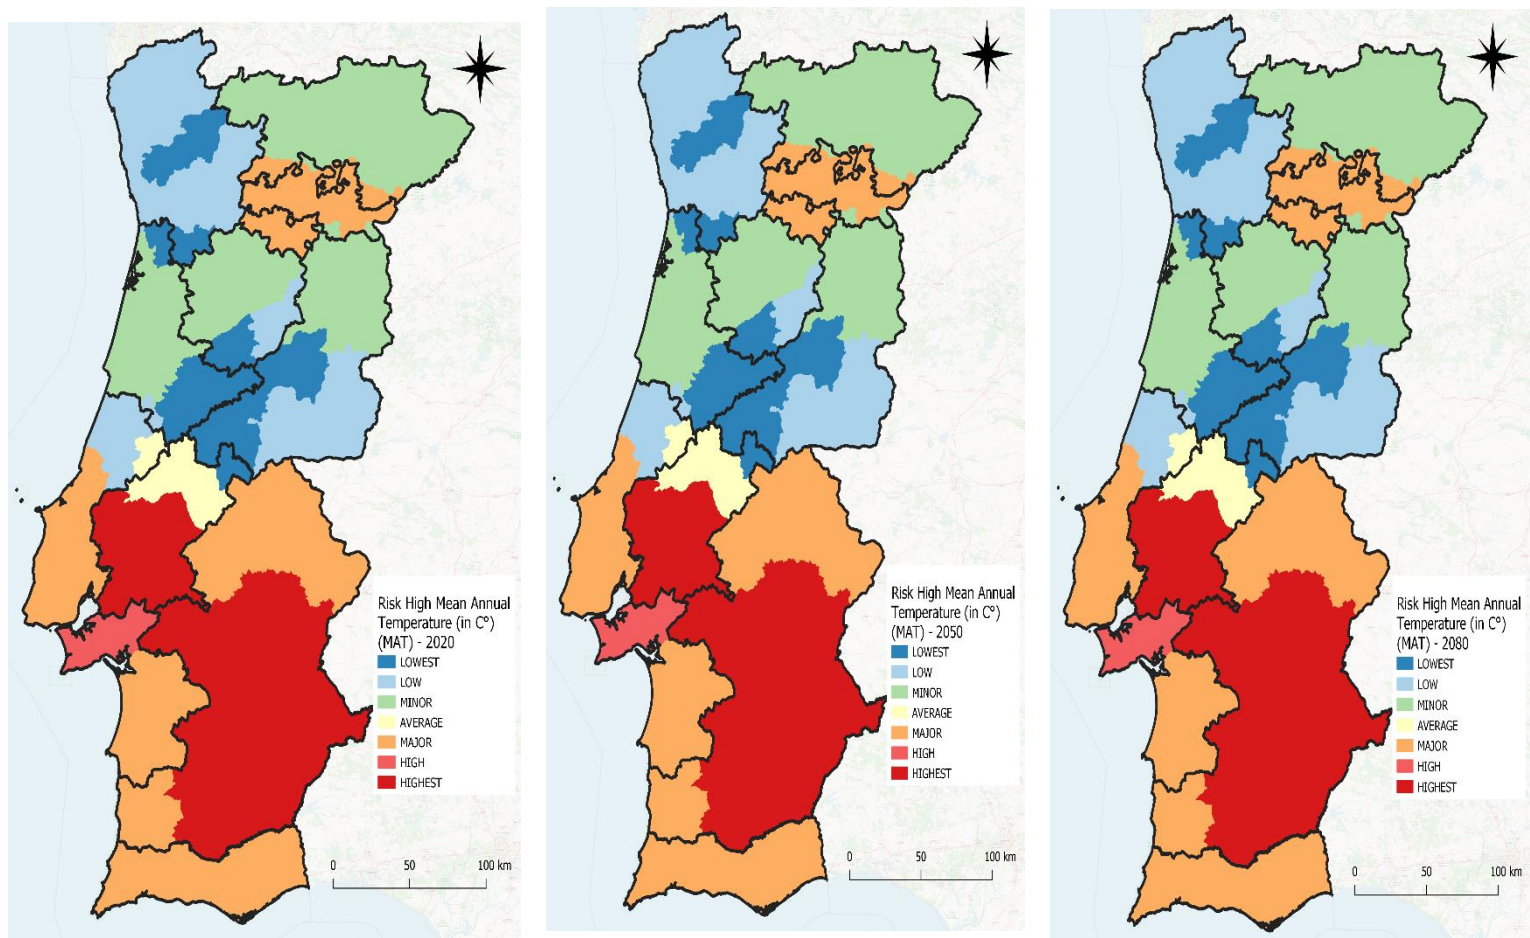 Risk High Mean Annual
Temperature (in C°)
(MAT) - 2020
LOWEST
LOW
MINOR
AVERAGE
MAJOR
HIGH
HIGHEST
0 50 100 km
Risk High Mean Annual
Temperature (in C°)
(MAT) - 2050
LOWEST
LOW
MINOR
AVERAGE
MAJOR
HIGH
HIGHEST
0 50 100 km
Risk High Mean Annual
Temperature (in C°)
(MAT) - 2080
LOWEST
LOW
MINOR
AVERAGE
MAJOR
HIGH
HIGHEST
0 50 100 km